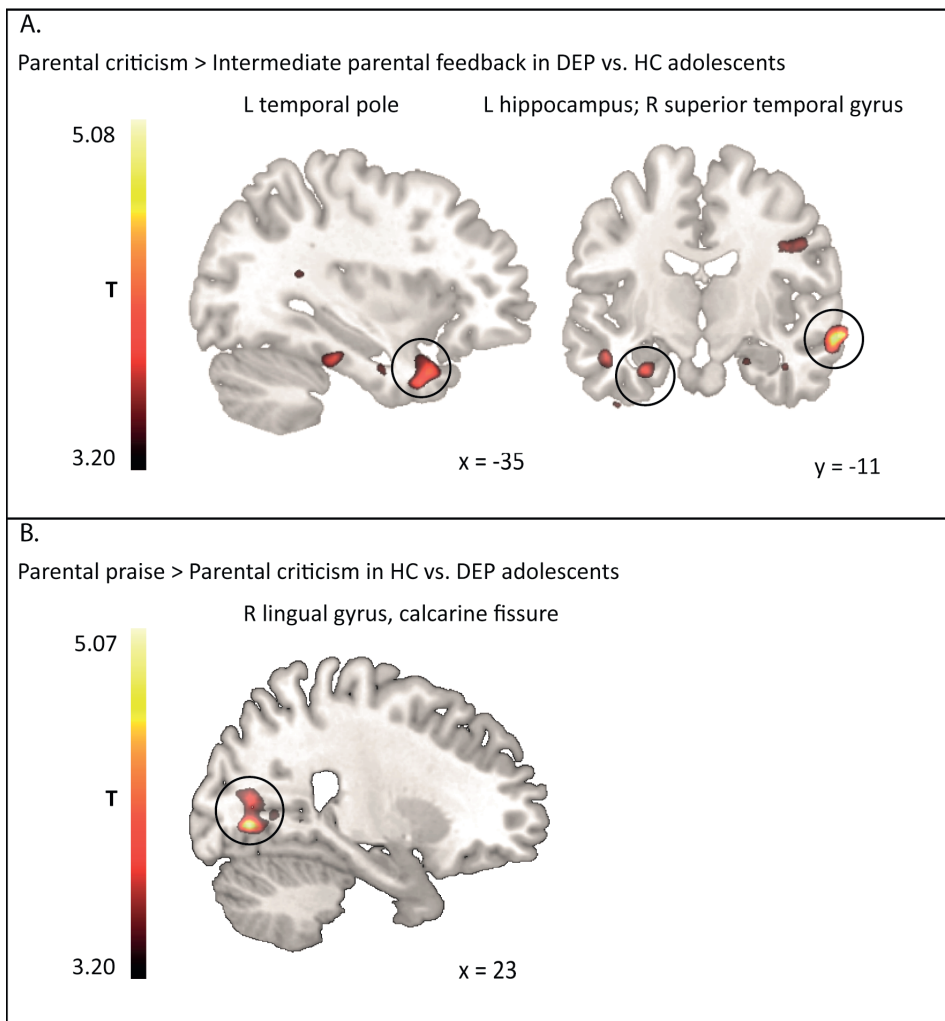 A.
Parental criticism > Intermediate parental feedback in DEP vs. HC adolescents
L temporal pole
L hippocampus; R superior temporal gyrus
5.08
T
3.20
x = -35
y = -11
B.
Parental praise > Parental criticism in HC vs. DEP adolescents
R lingual gyrus, calcarine fissure
5.07
T
3.20
x = 23